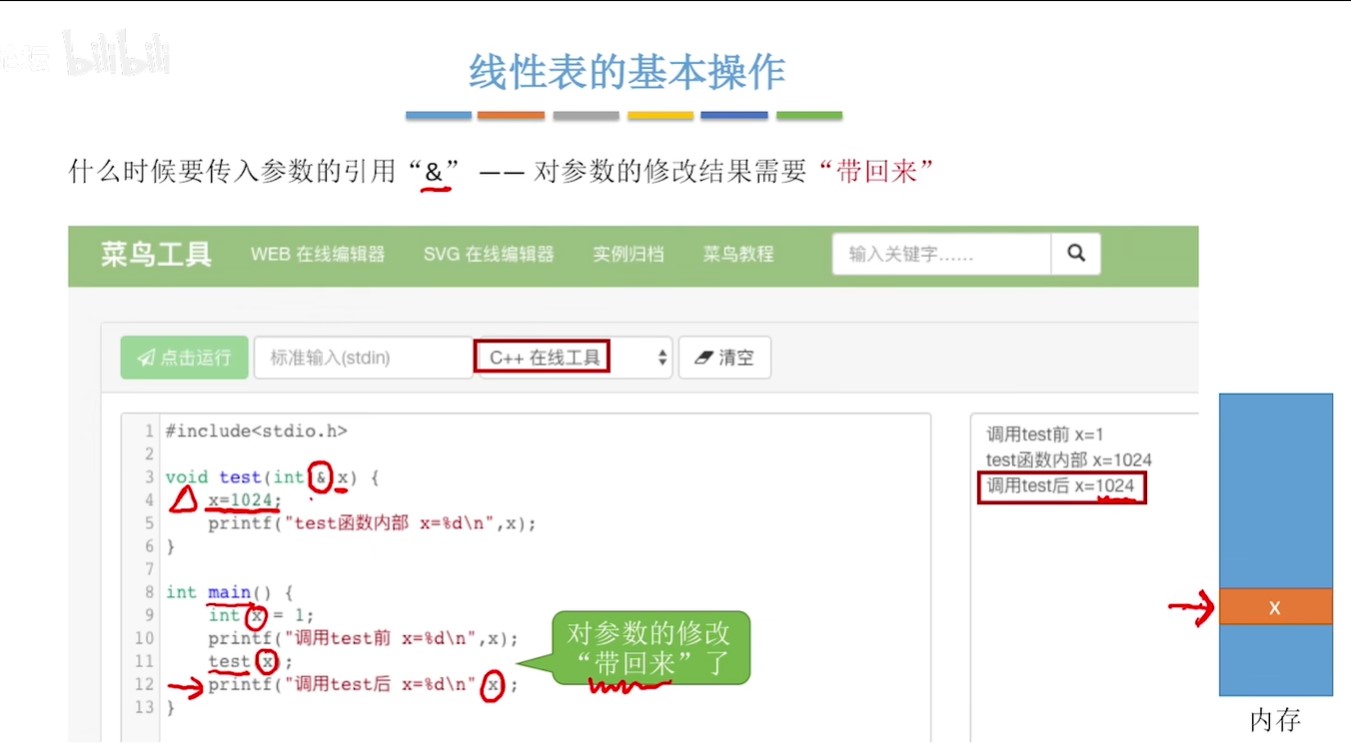 bilibili
线性表的基本操作
什么时候要传入参数的引用“&” —— 对参数的修改结果需要“带回来”
菜鸟工具 WEB 在线编辑器 SVG 在线编辑器 实例归档 菜鸟教程 输入关键字......
点击运行 标准输入(stdin) C++ 在线工具 清空
1 #include<stdio.h>
2
3 void test(int & x) {
4 x=1024;
5 printf("test函数内部 x=%d\n",x);
6 }
7
8 int main() {
9 int x = 1;
10 printf("调用test前 x=%d\n",x);
11 test(x);
12 printf("调用test后 x=%d\n",x);
13 }
对参数的修改
“带回来”了
调用test前 x=1
test函数内部 x=1024
调用test后 x=1024
x
内存